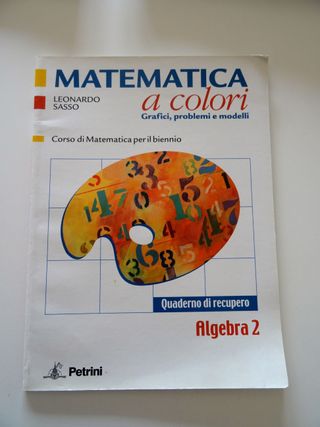 MATEMATICA
LEONARDO
SASSO
a colori
Grafici, problemi e modelli
Corso di Matematica per il biennio
Quaderno di recupero
Algebra 2
Petrini